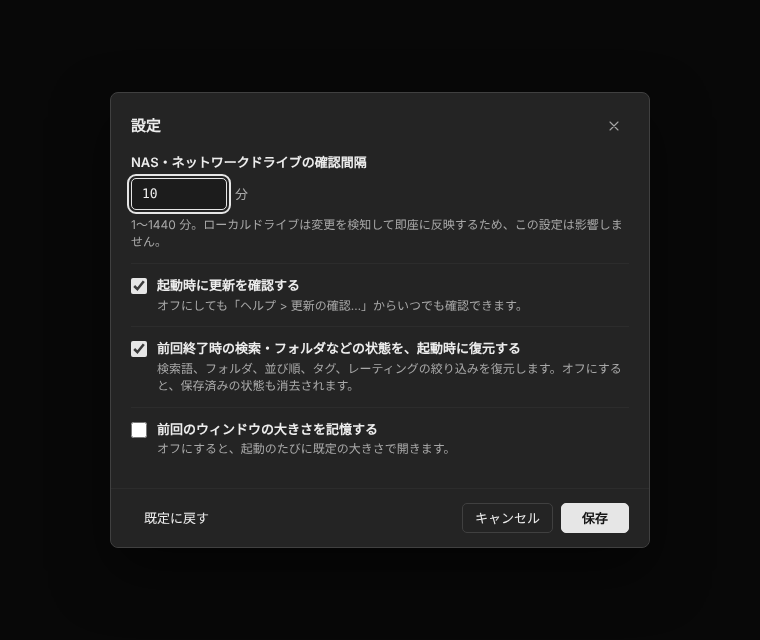 設定
NAS・ネットワークドライブの確認間隔
10 分
1〜1440 分。ローカルドライブは変更を検知して即座に反映するため、この設定は影響しま
せん。
起動時に更新を確認する
オフにしても「ヘルプ > 更新の確認...」からいつでも確認できます。
前回終了時の検索・フォルダなどの状態を、起動時に復元する
検索語、フォルダ、並び順、タグ、レーティングの絞り込みを復元します。オフにする
と、保存済みの状態も消去されます。
前回のウィンドウの大きさを記憶する
オフにすると、起動のたびに既定の大きさで開きます。
既定に戻す キャンセル 保存